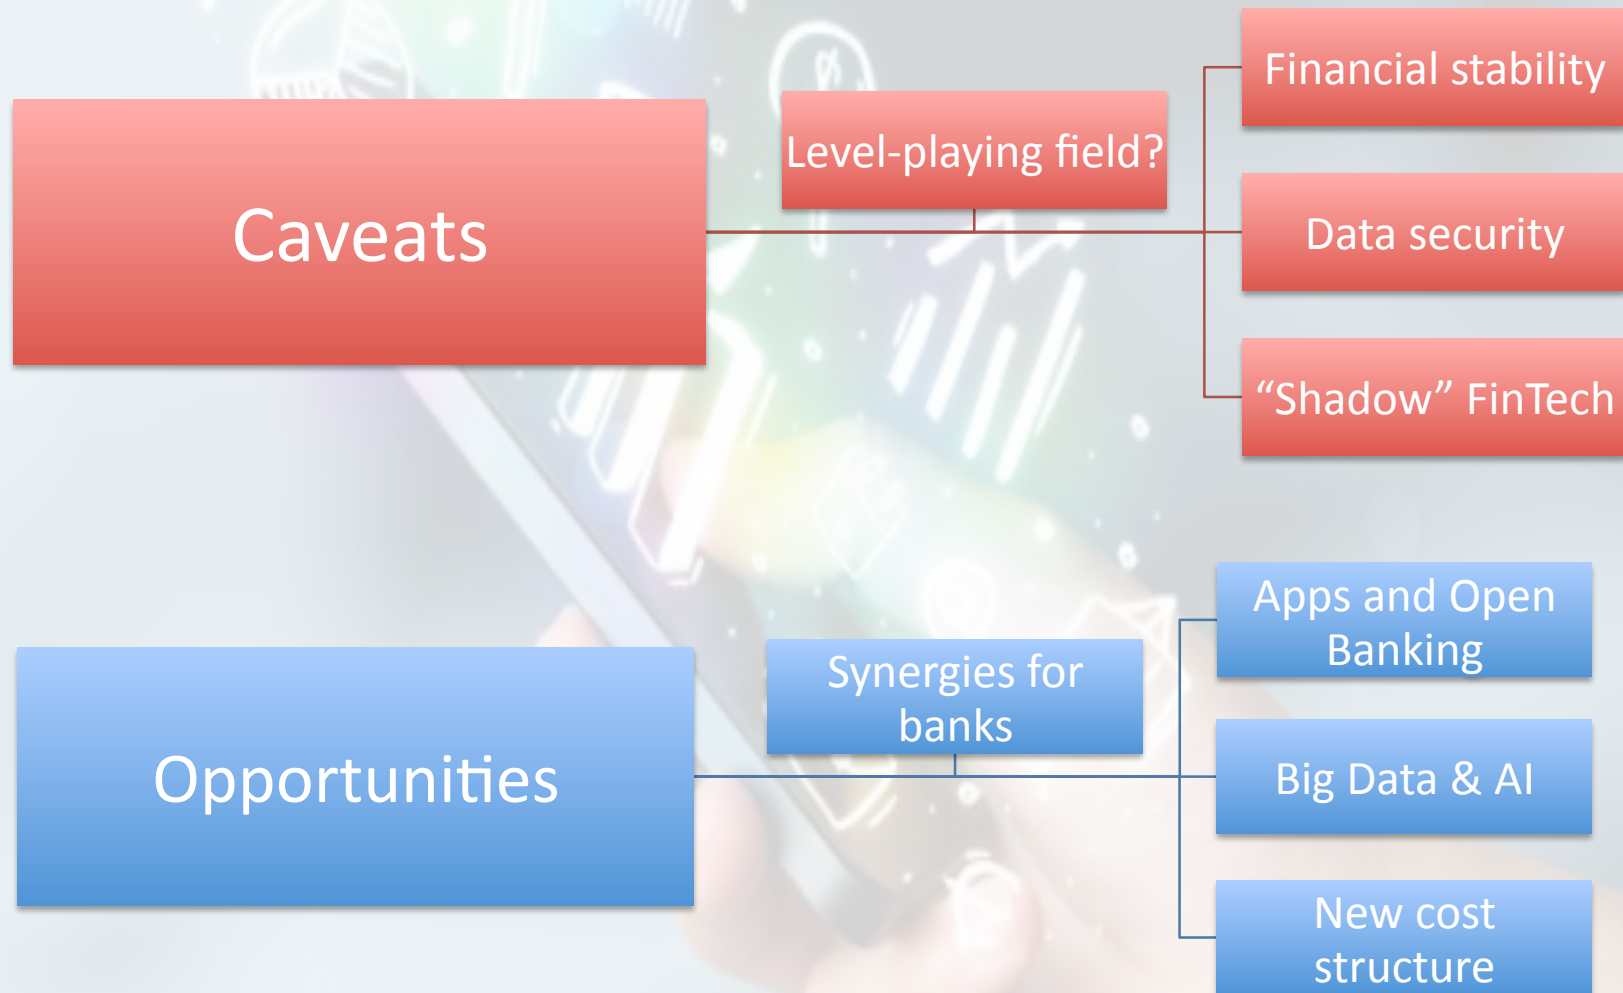 Caveats
Level-playing field?
Financial stability
Data security
“Shadow” FinTech
Opportunities
Synergies for
banks
Apps and Open
Banking
Big Data & AI
New cost
structure